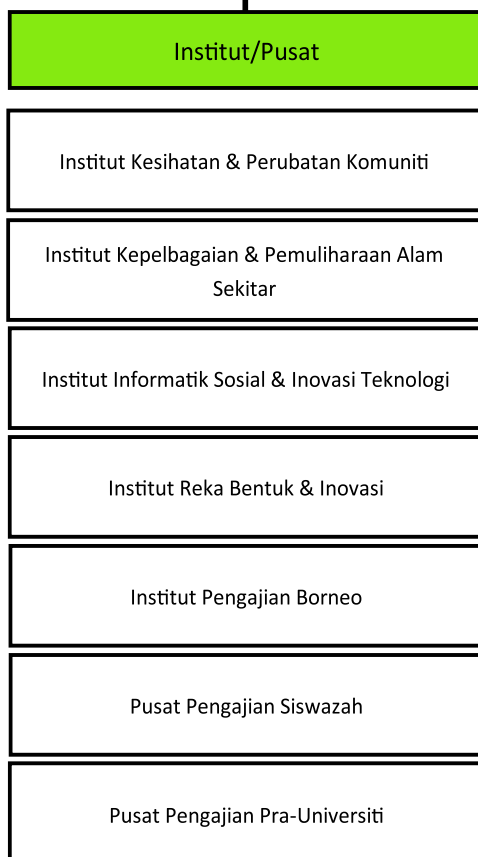 Institut/Pusat
Institut Kesihatan & Perubatan Komuniti
Institut Kepelbagaian & Pemuliharaan Alam
Sekitar
Institut Informatik Sosial & Inovasi Teknologi
Institut Reka Bentuk & Inovasi
Institut Pengajian Borneo
Pusat Pengajian Siswazah
Pusat Pengajian Pra-Universiti